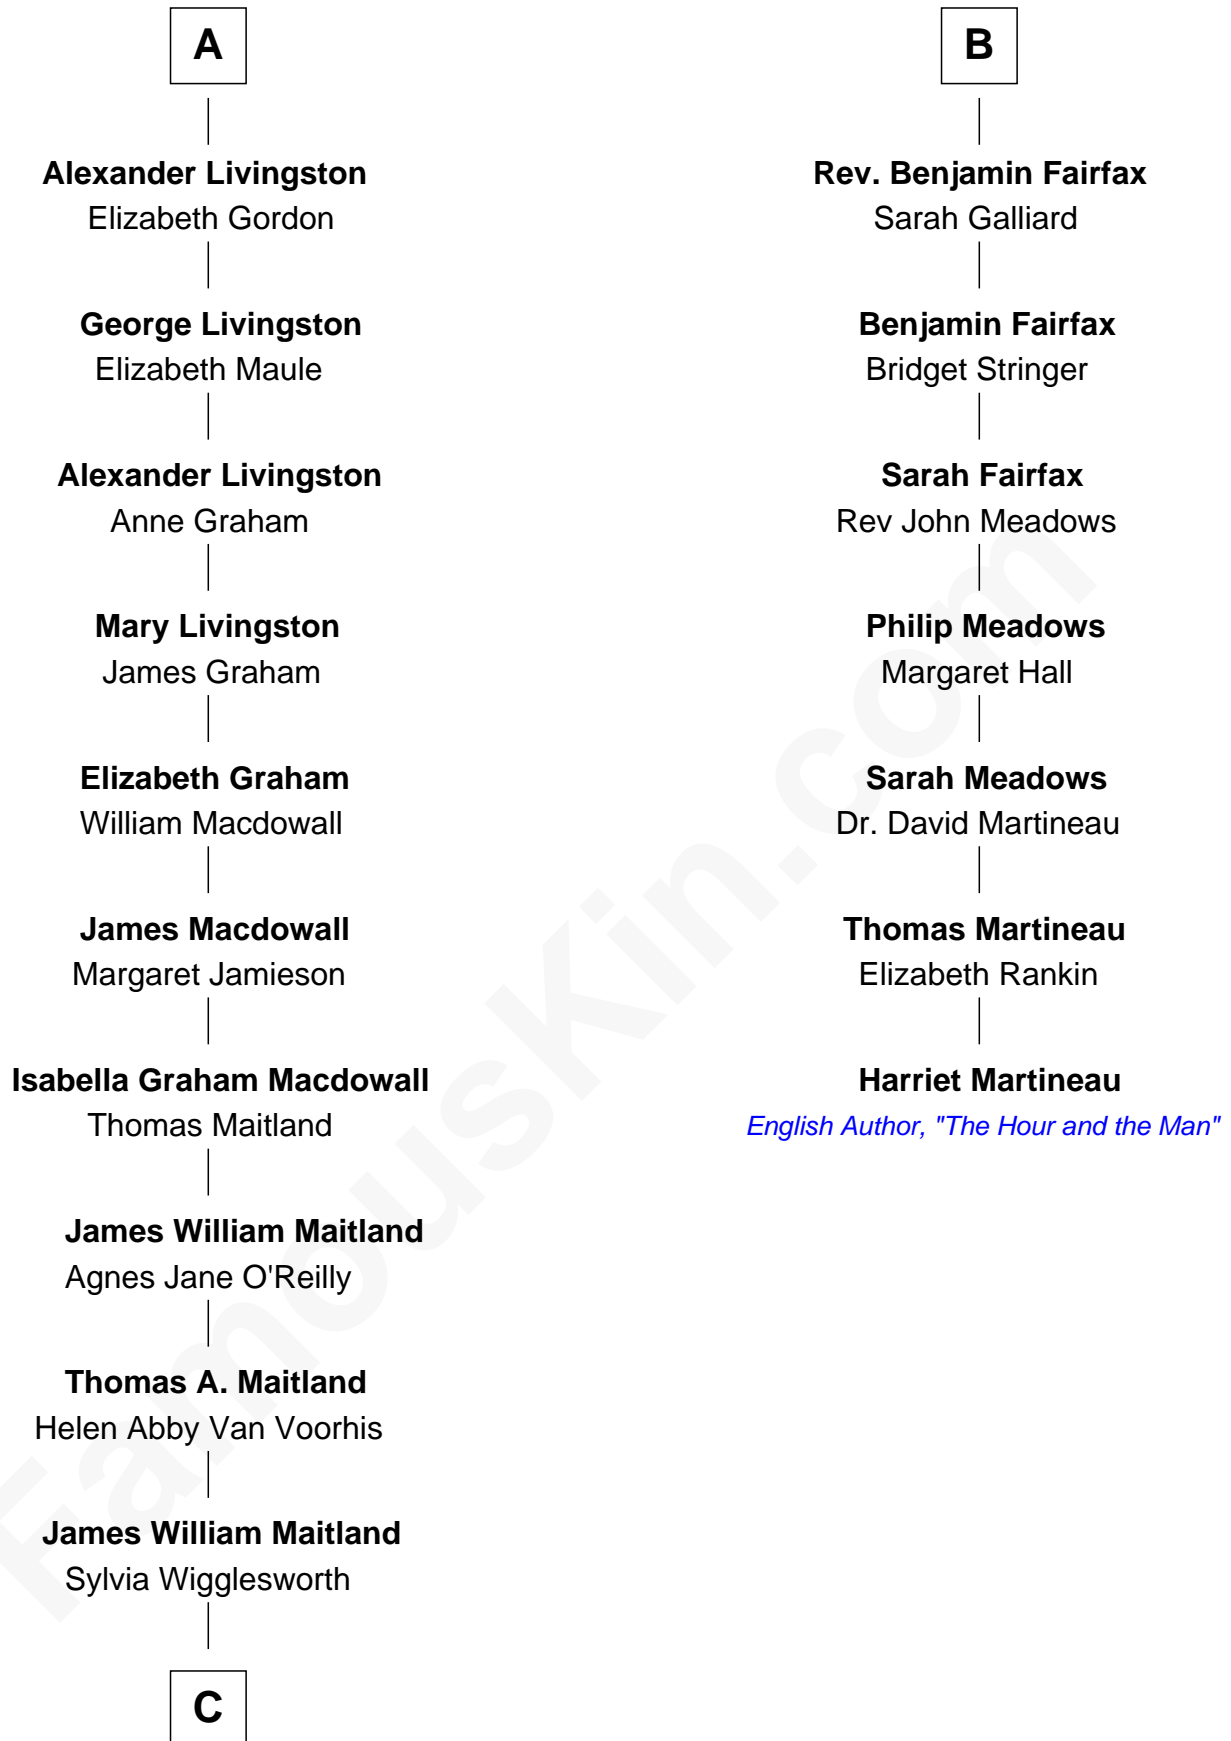 A
Alexander Livingston
Elizabeth Gordon
George Livingston
Elizabeth Maule
Alexander Livingston
Anne Graham
Mary Livingston
James Graham
Elizabeth Graham
William Macdowall
James Macdowall
Margaret Jamieson
Isabella Graham Macdowall
Thomas Maitland
James William Maitland
Agnes Jane O'Reilly
Thomas A. Maitland
Helen Abby Van Voorhis
James William Maitland
Sylvia Wigglesworth
C
B
Rev. Benjamin Fairfax
Sarah Galliard
Benjamin Fairfax
Bridget Stringer
Sarah Fairfax
Rev John Meadows
Philip Meadows
Margaret Hall
Sarah Meadows
Dr. David Martineau
Thomas Martineau
Elizabeth Rankin
Harriet Martineau
English Author, "The Hour and the Man"
FamousKin.com